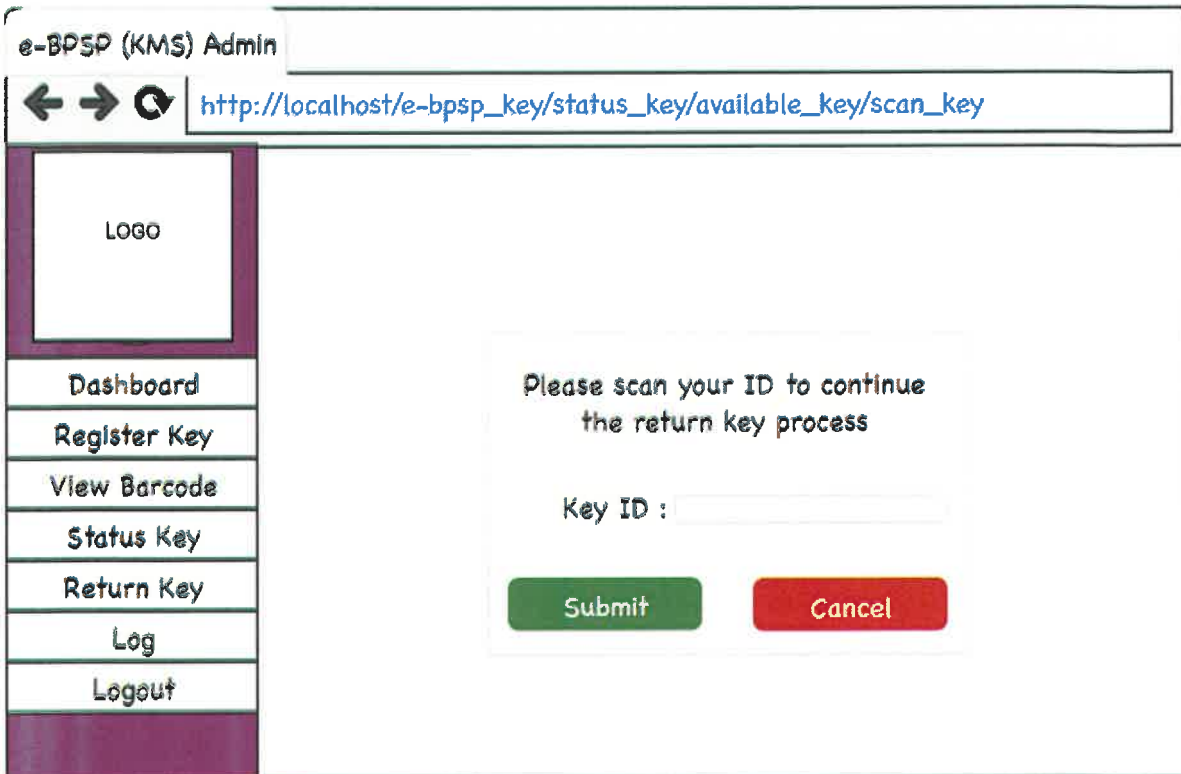 e-BPSP (KMS) Admin
http://localhost/e-bpsp_key/status_key/available_key/scan_key
LOGO
Dashboard
Register Key
View Barcode
Status Key
Return Key
Log
Logout
Please scan your ID to continue
the return key process
Key ID :
Submit
Cancel